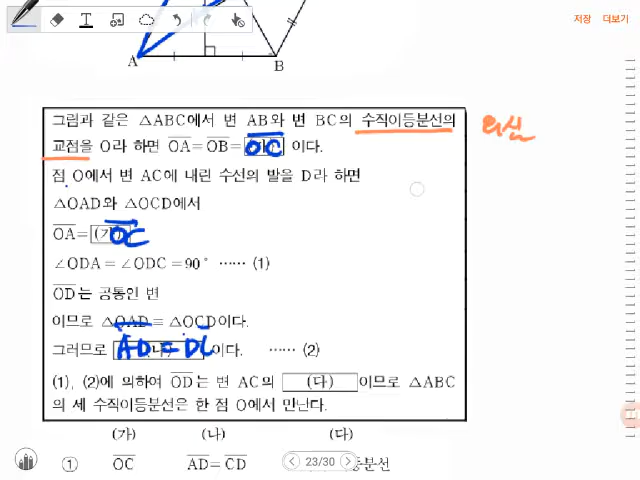 저장 더보기
A B
그림과 같은 △ABC에서 변 AB와 변 BC의 수직이등분선의 외심
교점을 O라 하면 OA=OB= OC 이다.
점 O에서 변 AC에 내린 수선의 발을 D라 하면
△OAD와 △OCD에서
OA= (가) OC
∠ODA=∠ODC=90° …… (1)
OD는 공통인 변
이므로 △OAD≡△OCD이다.
그러므로 AD=DC 이다. …… (2)
(1), (2)에 의하여 OD는 변 AC의 (다) 이므로 △ABC
의 세 수직이등분선은 한 점 O에서 만난다.
(가) (나) (다)
① OC AD=CD 23/30 등분선